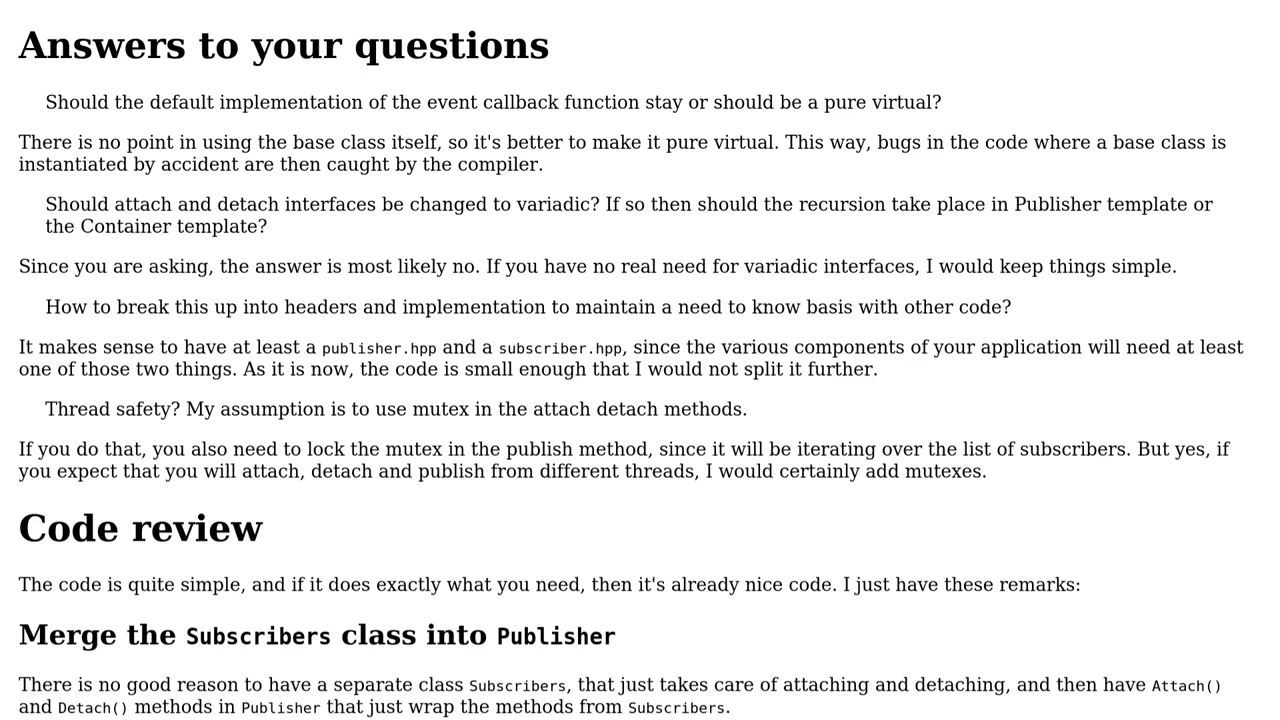 Answers to your questions
Should the default implementation of the event callback function stay or should be a pure virtual?
There is no point in using the base class itself, so it's better to make it pure virtual. This way, bugs in the code where a base class is
instantiated by accident are then caught by the compiler.
Should attach and detach interfaces be changed to variadic? If so then should the recursion take place in Publisher template or
the Container template?
Since you are asking, the answer is most likely no. If you have no real need for variadic interfaces, I would keep things simple.
How to break this up into headers and implementation to maintain a need to know basis with other code?
It makes sense to have at least a publisher.hpp and a subscriber.hpp, since the various components of your application will need at least
one of those two things. As it is now, the code is small enough that I would not split it further.
Thread safety? My assumption is to use mutex in the attach detach methods.
If you do that, you also need to lock the mutex in the publish method, since it will be iterating over the list of subscribers. But yes, if
you expect that you will attach, detach and publish from different threads, I would certainly add mutexes.
Code review
The code is quite simple, and if it does exactly what you need, then it's already nice code. I just have these remarks:
Merge the Subscribers class into Publisher
There is no good reason to have a separate class Subscribers, that just takes care of attaching and detaching, and then have Attach()
and Detach() methods in Publisher that just wrap the methods from Subscribers.